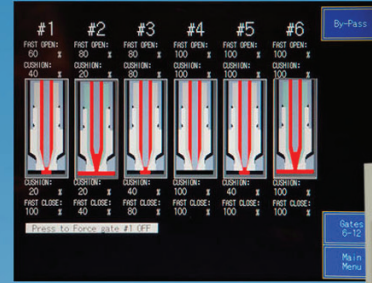 #1 #2 #3 #4 #5 #6
FAST OPEN: FAST OPEN: FAST OPEN: FAST OPEN: FAST OPEN: FAST OPEN:
60 % 80 % 80 % 100 % 100 % 100 %
CUSHION: CUSHION: CUSHION: CUSHION: CUSHION: CUSHION:
40 % 20 % 80 % 100 % 100 % 100 %
CUSHION: CUSHION: CUSHION: CUSHION: CUSHION: CUSHION:
20 % 40 % 80 % 100 % 40 % 100 %
FAST CLOSE: FAST CLOSE: FAST CLOSE: FAST CLOSE: FAST CLOSE: FAST CLOSE:
100 % 40 % 80 % 100 % 40 % 100 %
Press to Force gate #1 OFF
By-Pass
Gates
6-12
Main
Menu